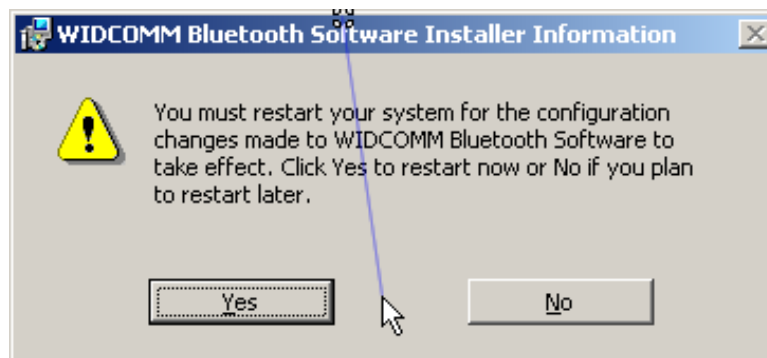 WIDCOMM Bluetooth Software Installer Information
You must restart your system for the configuration
changes made to WIDCOMM Bluetooth Software to
take effect. Click Yes to restart now or No if you plan
to restart later.
Yes
No